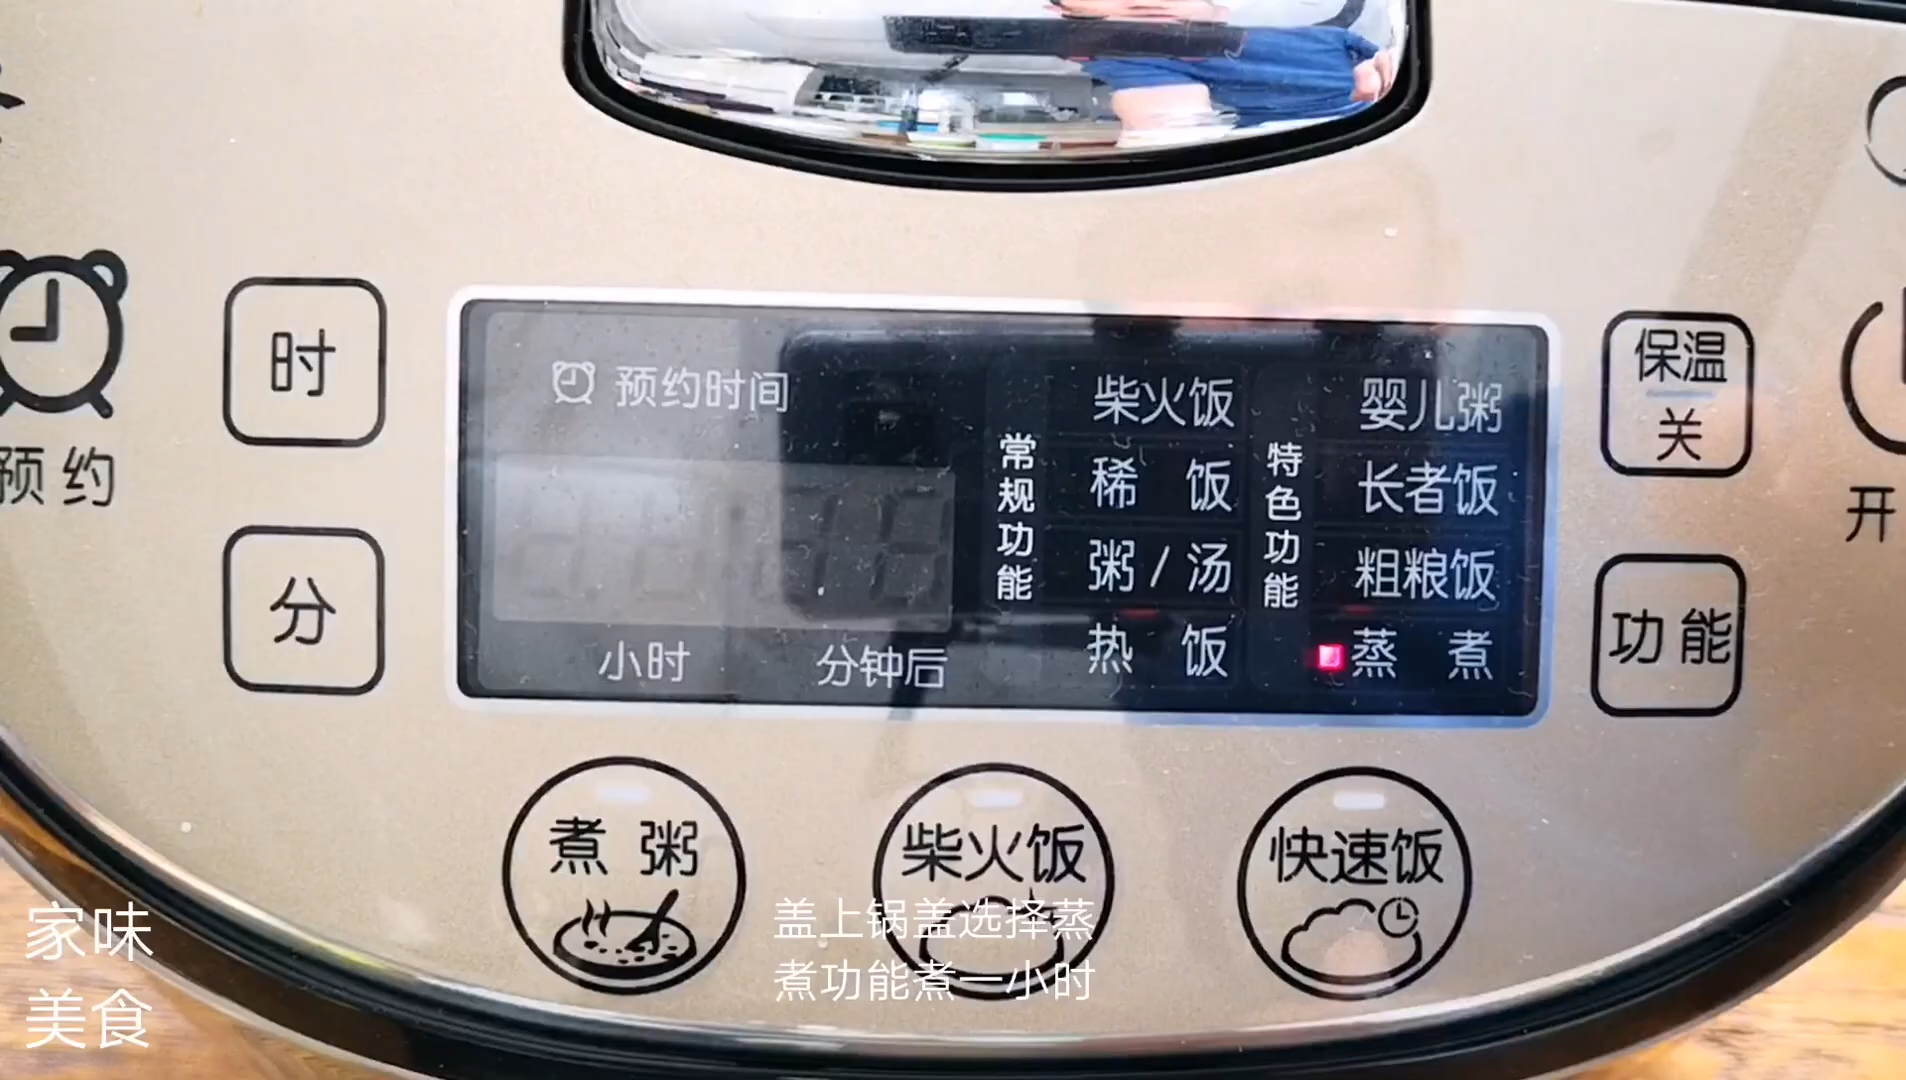 时
预约
分
预约时间
小时 分钟后
常规功能
柴火饭
稀 饭
粥/汤
热 饭
特色功能
婴儿粥
长者饭
粗粮饭
蒸 煮
保温
关
开
功能
煮粥
柴火饭
快速饭
盖上锅盖选择蒸
煮功能煮一小时
家味
美食